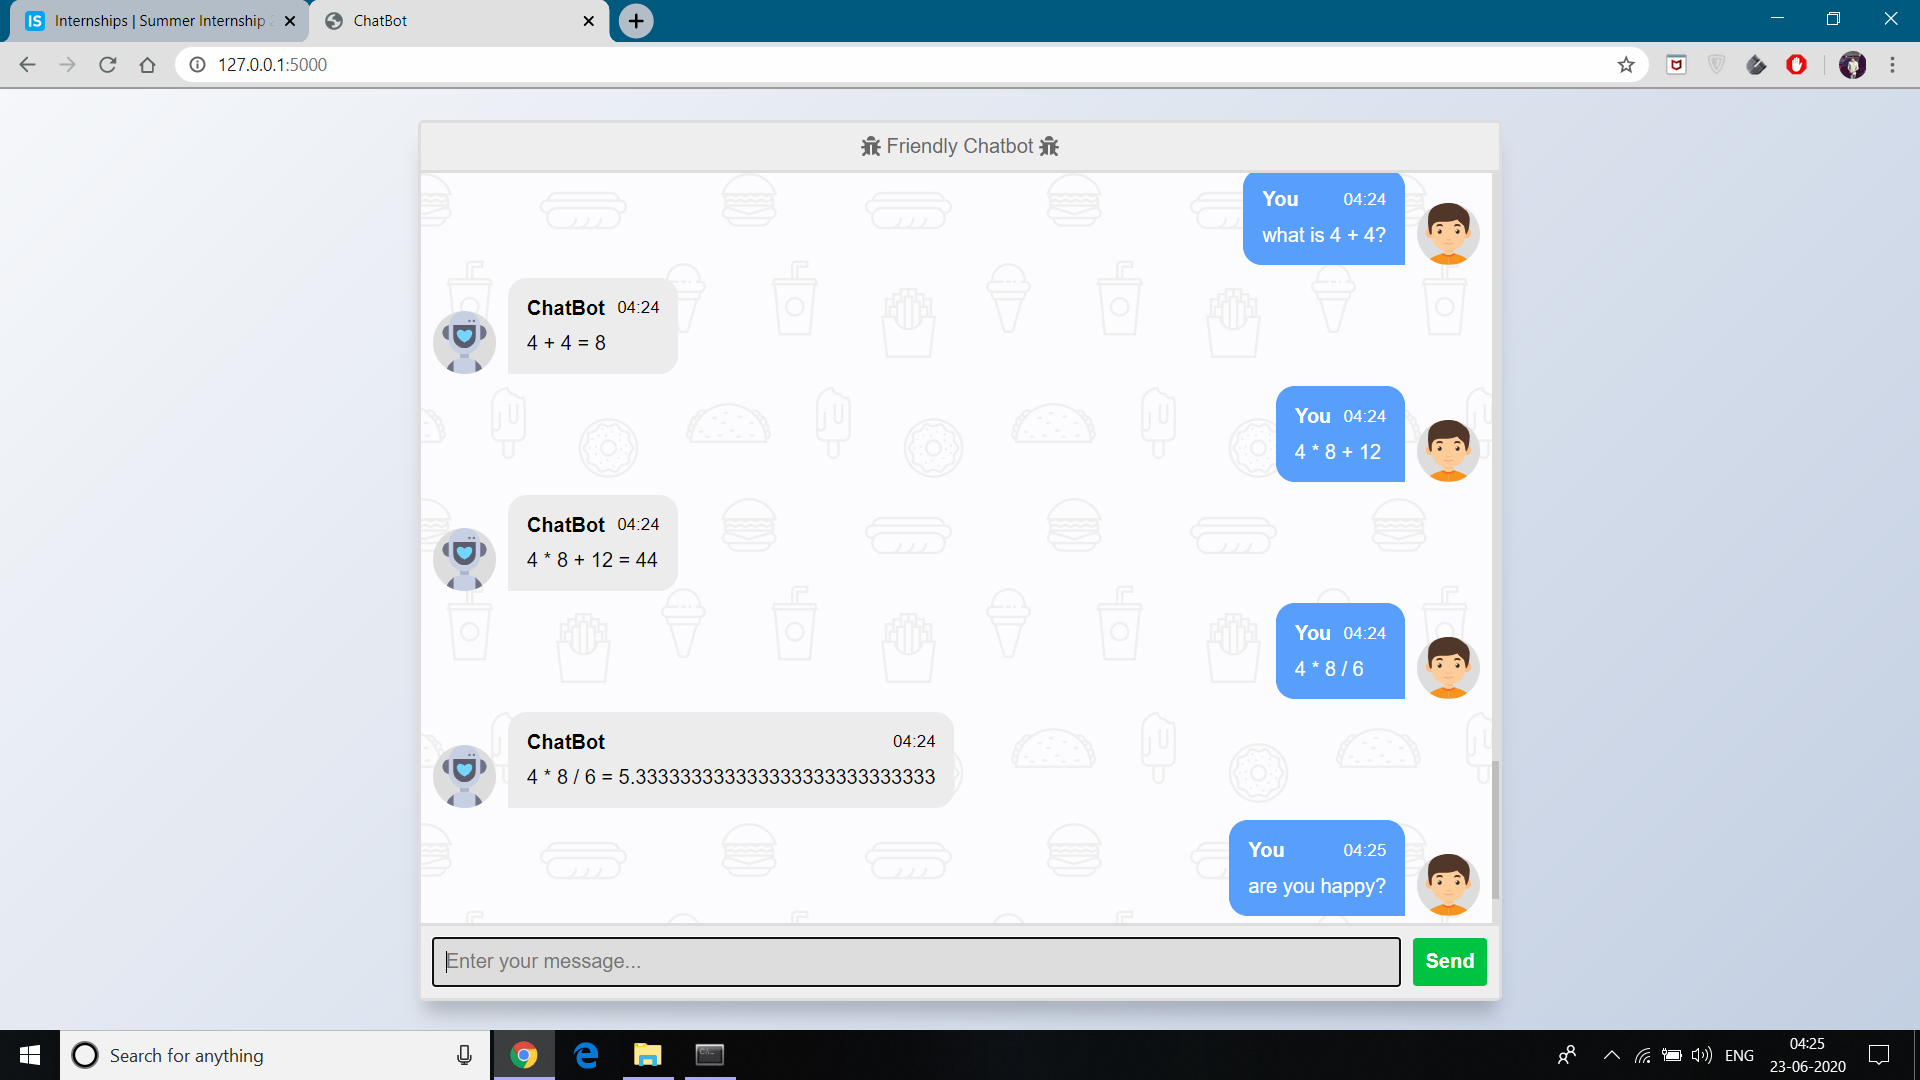 IS Internships | Summer Internship 2
ChatBot
127.0.0.1:5000
Friendly Chatbot
You 04:24
what is 4 + 4?
ChatBot 04:24
4 + 4 = 8
You 04:24
4 * 8 + 12
ChatBot 04:24
4 * 8 + 12 = 44
You 04:24
4 * 8 / 6
ChatBot 04:24
4 * 8 / 6 = 5.333333333333333333333333333
You 04:25
are you happy?
Enter your message...
Send
Search for anything
ENG
04:25
23-06-2020